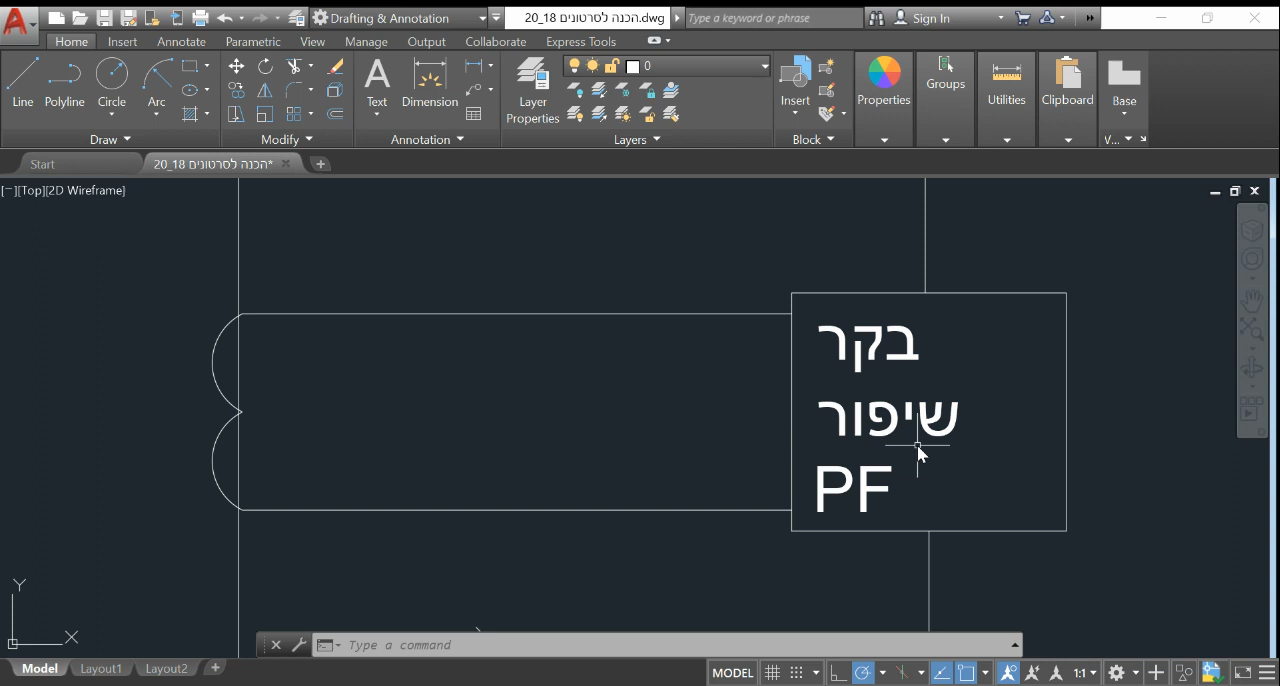 Drafting & Annotation
הכנה לסרטונים 20_18.dwg
Type a keyword or phrase
Sign In
Home Insert Annotate Parametric View Manage Output Collaborate Express Tools
Line Polyline Circle Arc
Draw
Modify
Text Dimension
Annotation
Layer Properties
0
Layers
Insert
Block
Properties
Groups
Utilities
Clipboard
Base
V...
Start
הכנה לסרטונים 20_18*
[−][Top][2D Wireframe]
בקר
שיפור
PF
Y
X
Type a command
Model Layout1 Layout2
MODEL
1:1